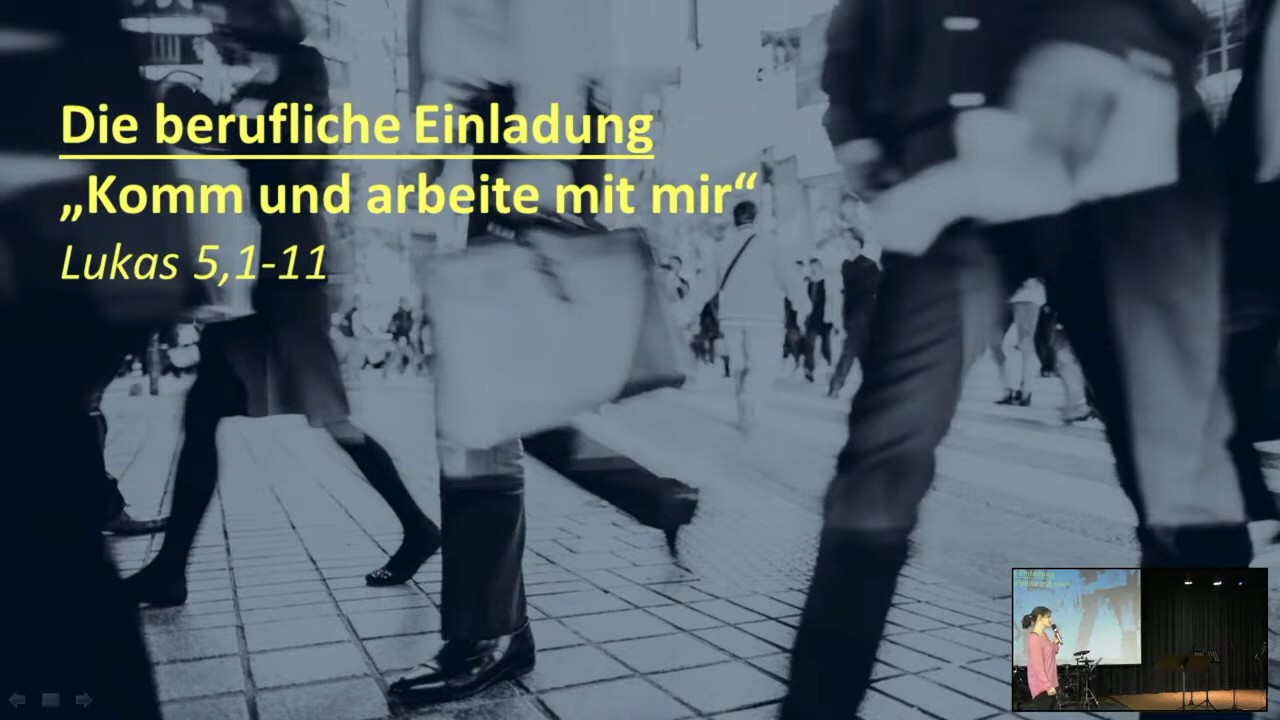 Die berufliche Einladung
„Komm und arbeite mit mir“
Lukas 5,1-11